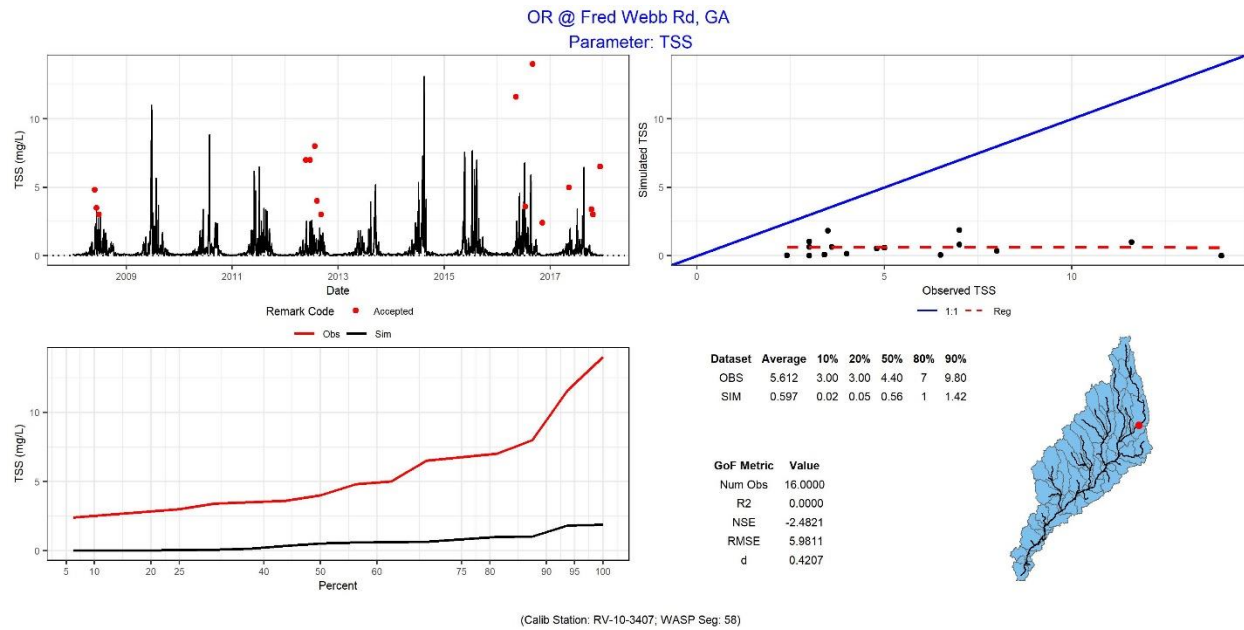 OR @ Fred Webb Rd, GA
Parameter: TSS
TSS (mg/L)
10
5
0
2009 2011 2013 2015 2017
Date
Remark Code Accepted
Simulated TSS
10
5
0
0 5 10
Observed TSS
1:1 Reg
Obs Sim
TSS (mg/L)
10
5
0
5 10 20 25 40 50 60 75 80 90 95 100
Percent
Dataset Average 10% 20% 50% 80% 90%
OBS 5.612 3.00 3.00 4.40 7 9.80
SIM 0.597 0.02 0.05 0.56 1 1.42
GoF Metric Value
Num Obs 16.0000
R2 0.0000
NSE -2.4821
RMSE 5.9811
d 0.4207
(Calib Station: RV-10-3407; WASP Seg: 58)